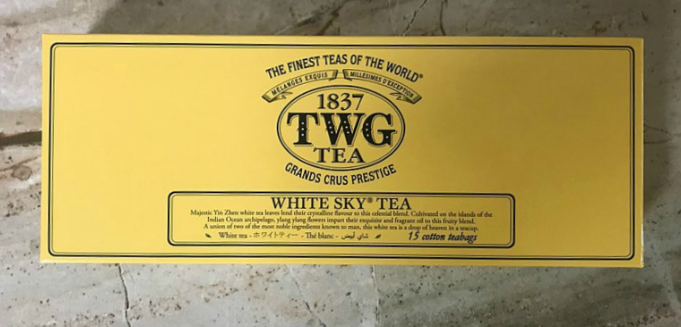 THE FINEST TEAS OF THE WORLD®
MÉLANGES EXQUIS MILLÉSIMES D'EXCEPTION
1837
TWG
TEA
GRANDS CRUS PRESTIGE
WHITE SKY® TEA
Majestic Yin Zhen white tea leaves lend their crystalline flavour to this celestial blend. Cultivated on the islands of the
Indian Ocean archipelago, ylang ylang flowers impart their exquisite and fragrant oil to this fruity blend.
A union of two of the most noble ingredients known to man, this white tea is a drop of heaven in a teacup.
White tea - ホワイトティー - Thé blanc - شاي أبيض
15 cotton teabags